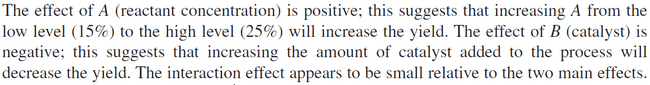 The effect of A (reactant concentration) is positive; this suggests that increasing A from the
low level (15%) to the high level (25%) will increase the yield. The effect of B (catalyst) is
negative; this suggests that increasing the amount of catalyst added to the process will
decrease the yield. The interaction effect appears to be small relative to the two main effects.